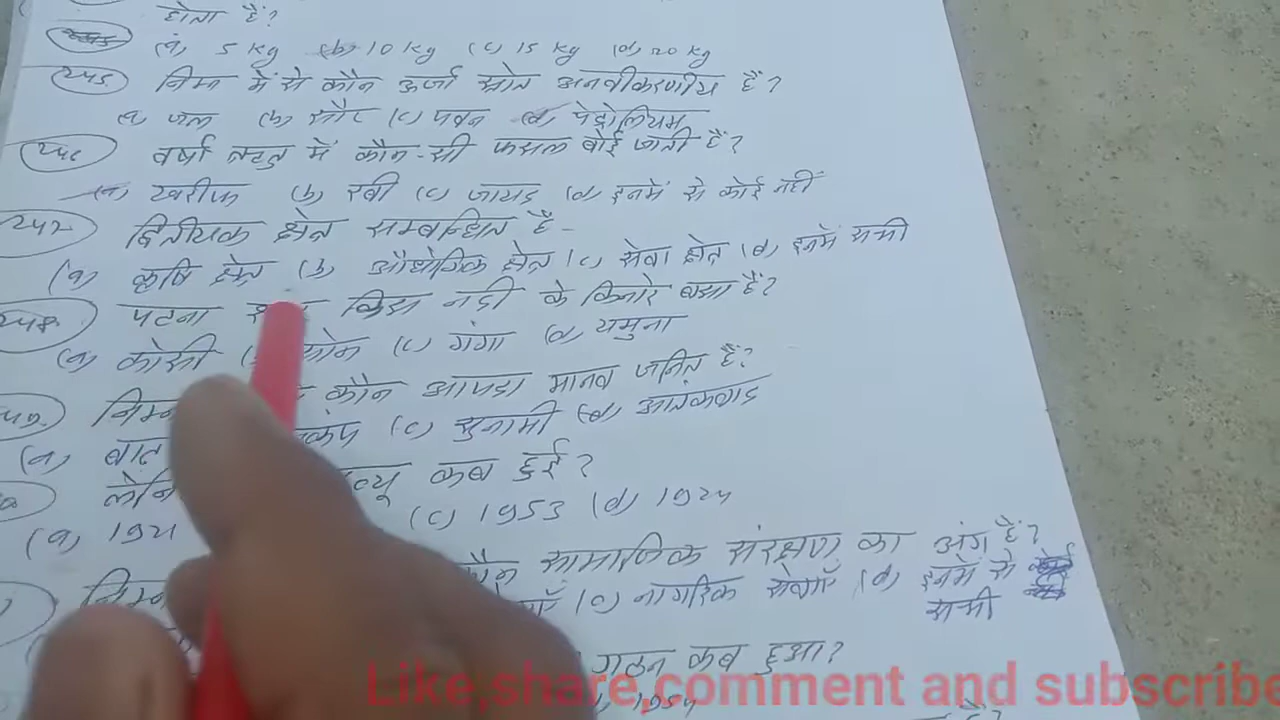 होता हैं?
(a) 5 kg (b) 10 kg (c) 15 kg (d) 20 kg
निम्न में से कौन ऊर्जा स्रोत अनवीकरणीय हैं?
(a) जल (b) सौर (c) पवन (d) पेट्रोलियम
वर्षा ऋतु में कौन-सी फसल बोई जाती हैं?
(a) खरीफ (b) रबी (c) जायद (d) इनमें से कोई नहीं
द्वितीयक क्षेत्र सम्बन्धित है-
(a) कृषि क्षेत्र (b) औद्योगिक क्षेत्र (c) सेवा क्षेत्र (d) इनमें सभी
पटना किस नदी के किनारे बसा हैं?
(a) कोसी सोन (c) गंगा (d) यमुना
निम्न कौन आपदा मानव जनित हैं?
(a) बाढ़ (c) सुनामी (d) आतंकवाद
कब हुई?
(a) 1921 (c) 1953 (d) 1924
सामाजिक संरक्षण का अंग हैं?
निम्न (c) नागरिक सेवाएँ (d) इनमें से
सभी
गठन कब हुआ?
1954
Like,share,comment and subscribe